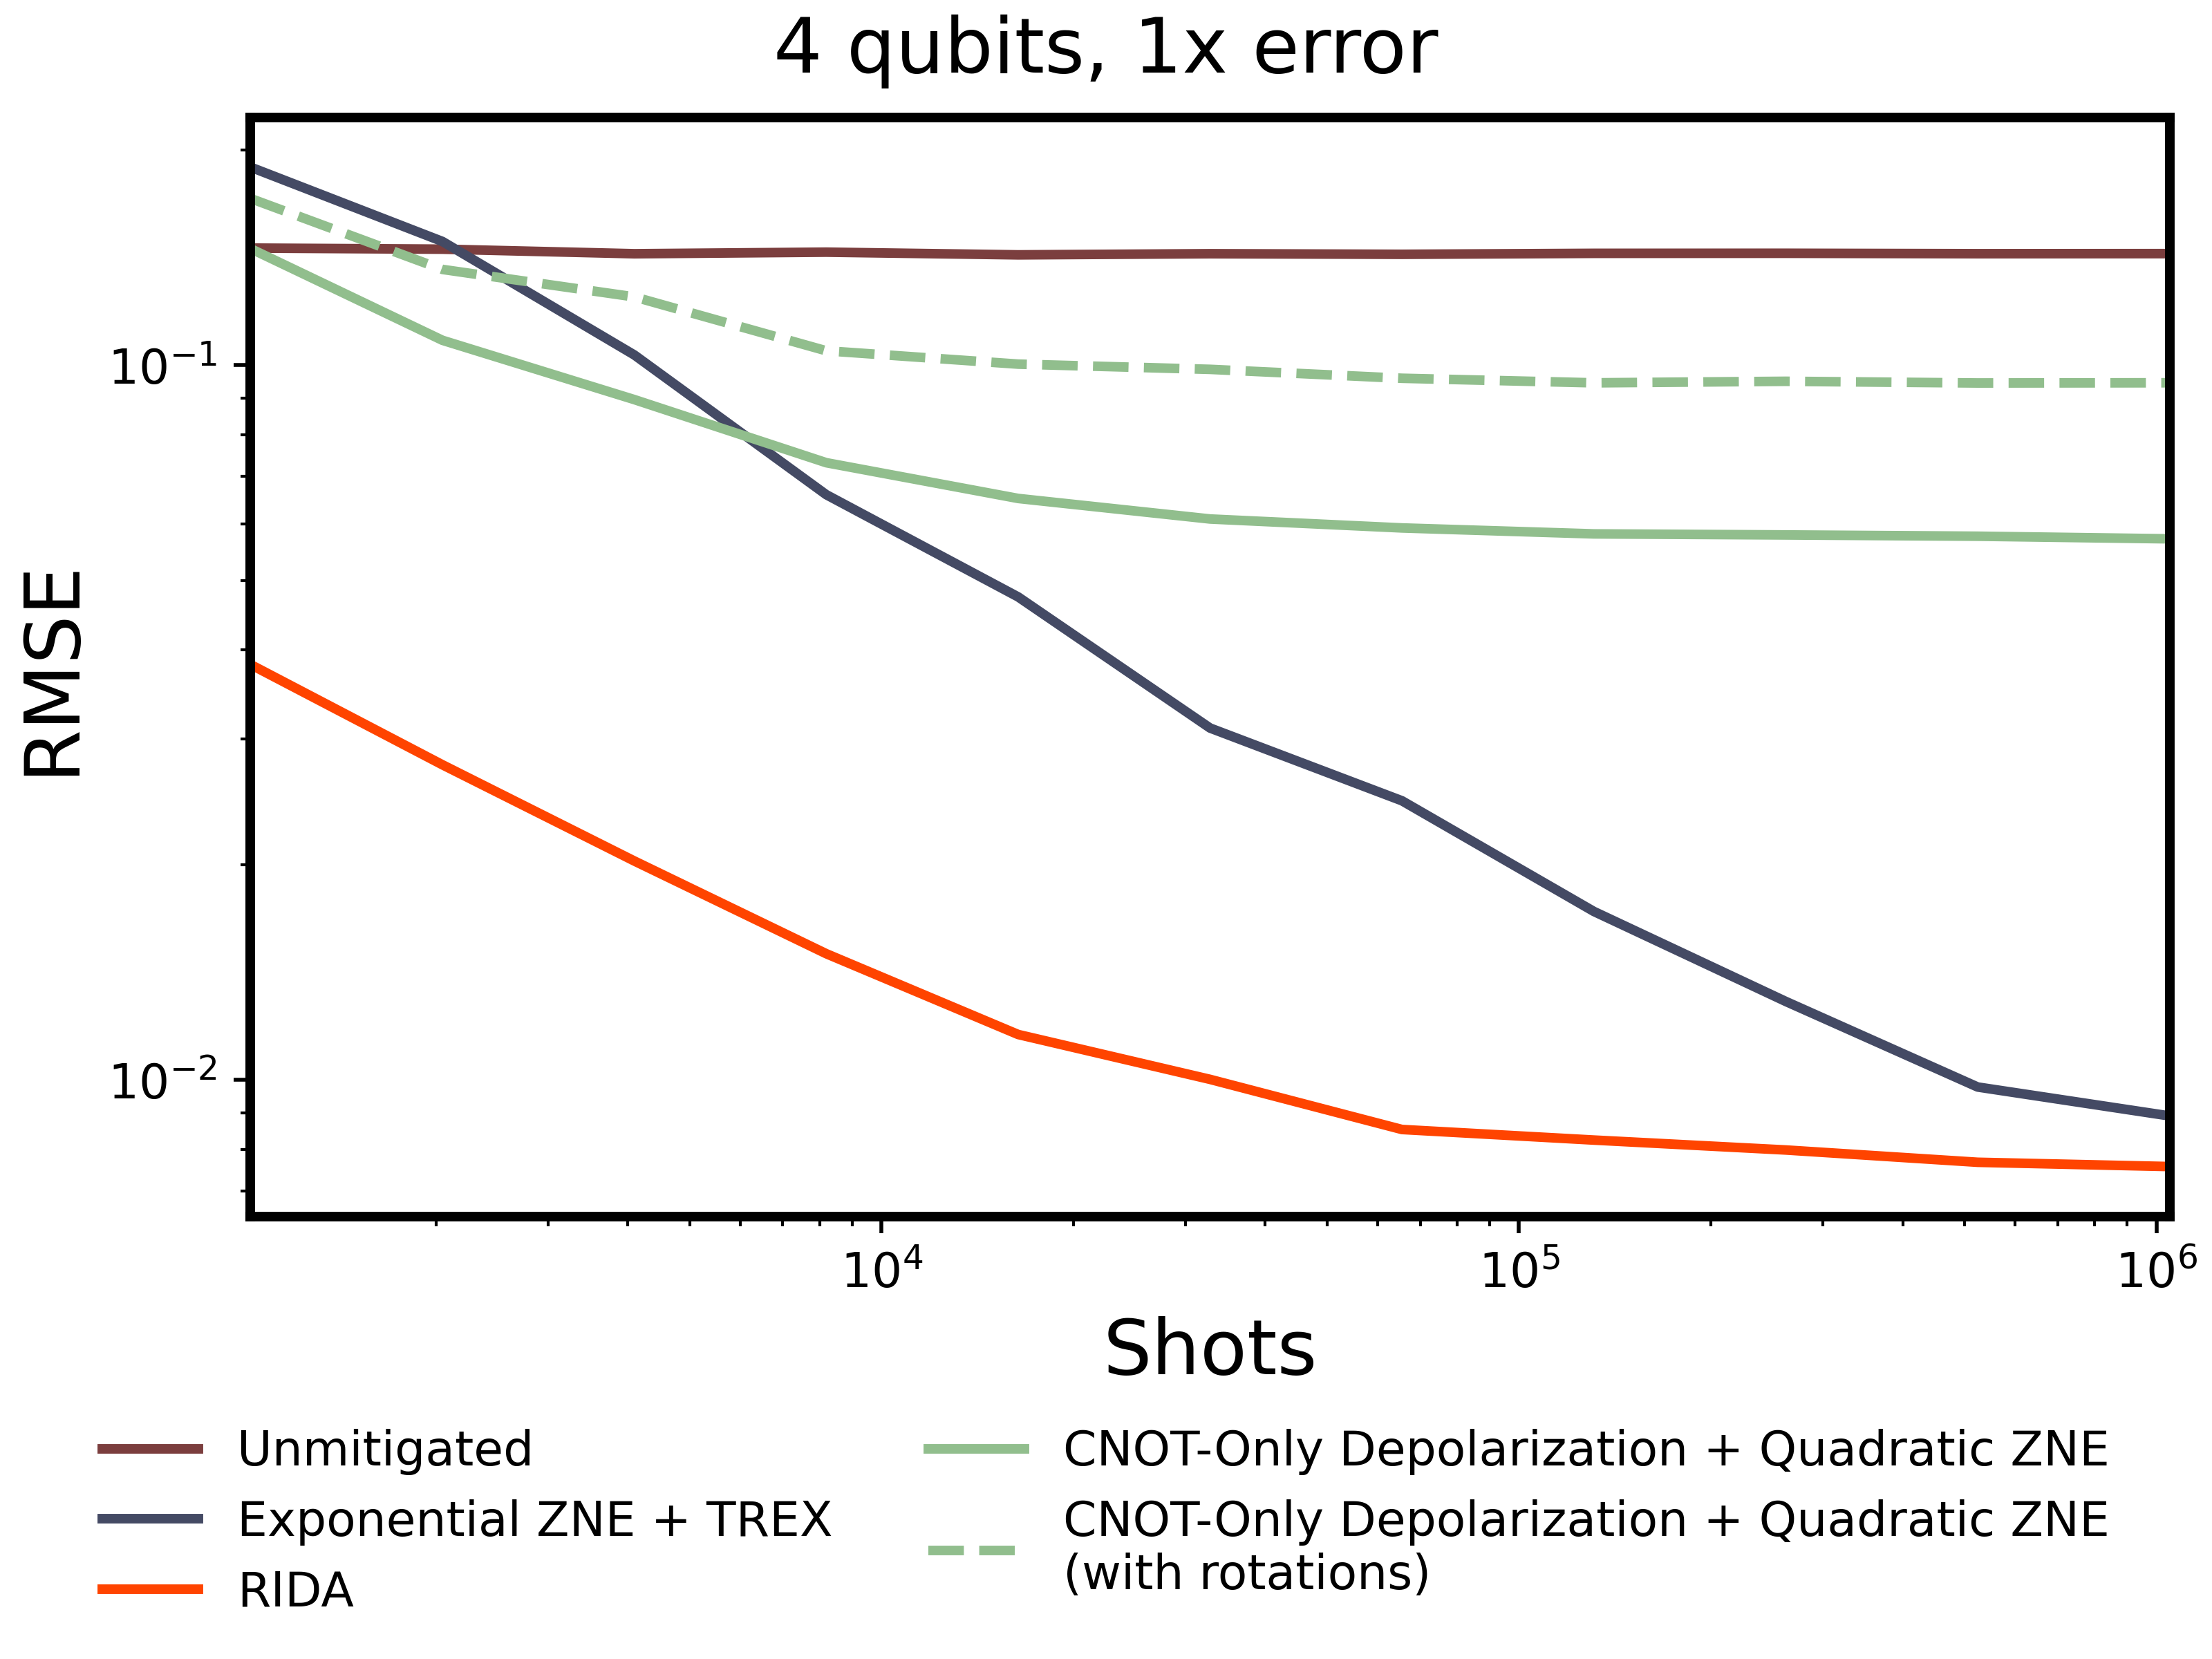 4 qubits, 1x error
RMSE
10⁻¹
10⁻²
10⁴
10⁵
10⁶
Shots
Unmitigated
Exponential ZNE + TREX
RIDA
CNOT-Only Depolarization + Quadratic ZNE
CNOT-Only Depolarization + Quadratic ZNE
(with rotations)